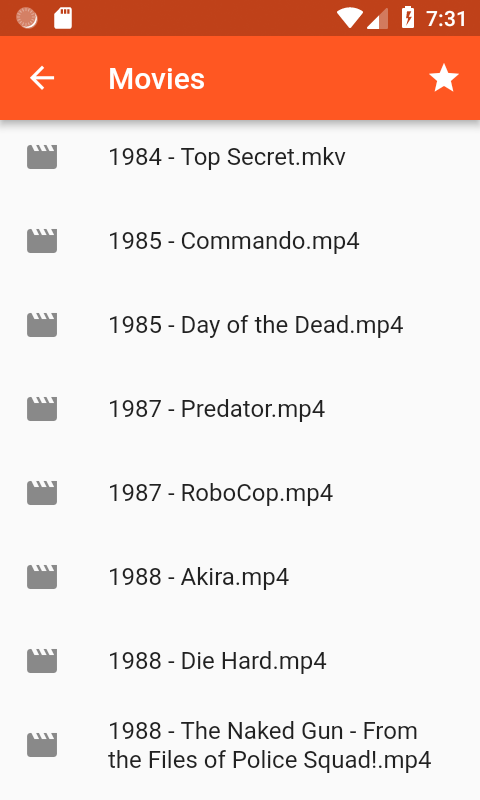 7:31
Movies
1984 - Top Secret.mkv
1985 - Commando.mp4
1985 - Day of the Dead.mp4
1987 - Predator.mp4
1987 - RoboCop.mp4
1988 - Akira.mp4
1988 - Die Hard.mp4
1988 - The Naked Gun - From
the Files of Police Squad!.mp4